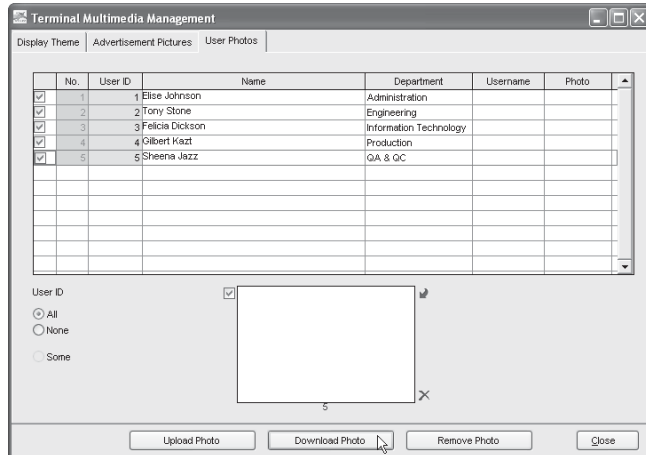 Terminal Multimedia Management
Display Theme Advertisement Pictures User Photos
No. User ID Name Department Username Photo
1 1 Elise Johnson Administration
2 2 Tony Stone Engineering
3 3 Felicia Dickson Information Technology
4 4 Gilbert Kazt Production
5 5 Sheena Jazz QA & QC
User ID
All
None
Some
5
Upload Photo Download Photo Remove Photo Close